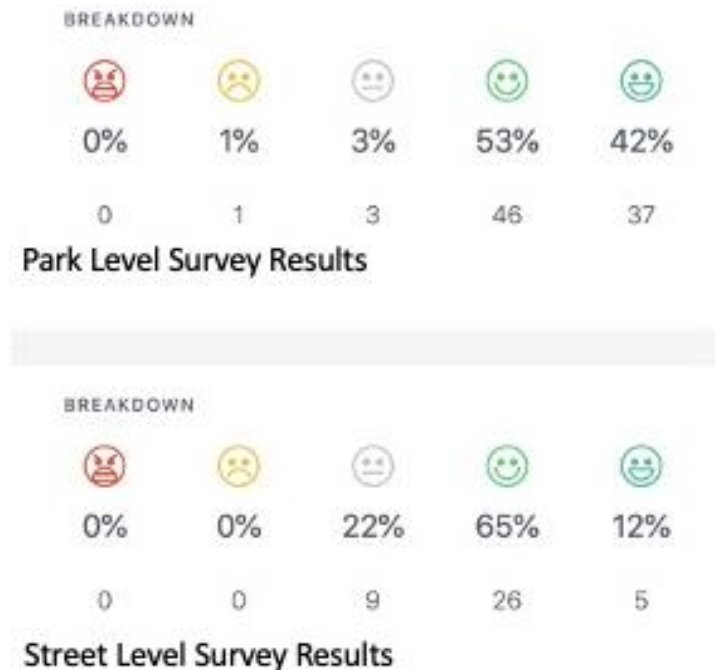 BREAKDOWN
0% 1% 3% 53% 42%
0 1 3 46 37
Park Level Survey Results
BREAKDOWN
0% 0% 22% 65% 12%
0 0 9 26 5
Street Level Survey Results